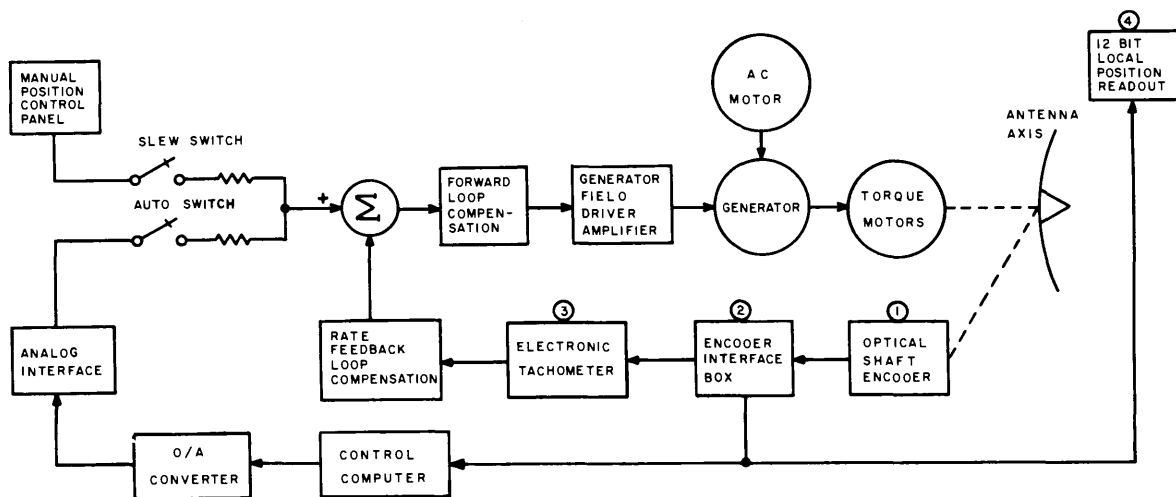 ④
12 BIT
LOCAL
POSITION
READOUT
MANUAL
POSITION
CONTROL
PANEL
AC
MOTOR
ANTENNA
AXIS
SLEW SWITCH
AUTO SWITCH
+
Σ
FORWARD
LOOP
COMPEN-
SATION
GENERATOR
FIELD
DRIVER
AMPLIFIER
GENERATOR
TORQUE
MOTORS
ANALOG
INTERFACE
RATE
FEEDBACK
LOOP
COMPENSATION
③
ELECTRONIC
TACHOMETER
②
ENCOOER
INTERFACE
BOX
①
OPTICAL
SHAFT
ENCOOER
O/A
CONVERTER
CONTROL
COMPUTER